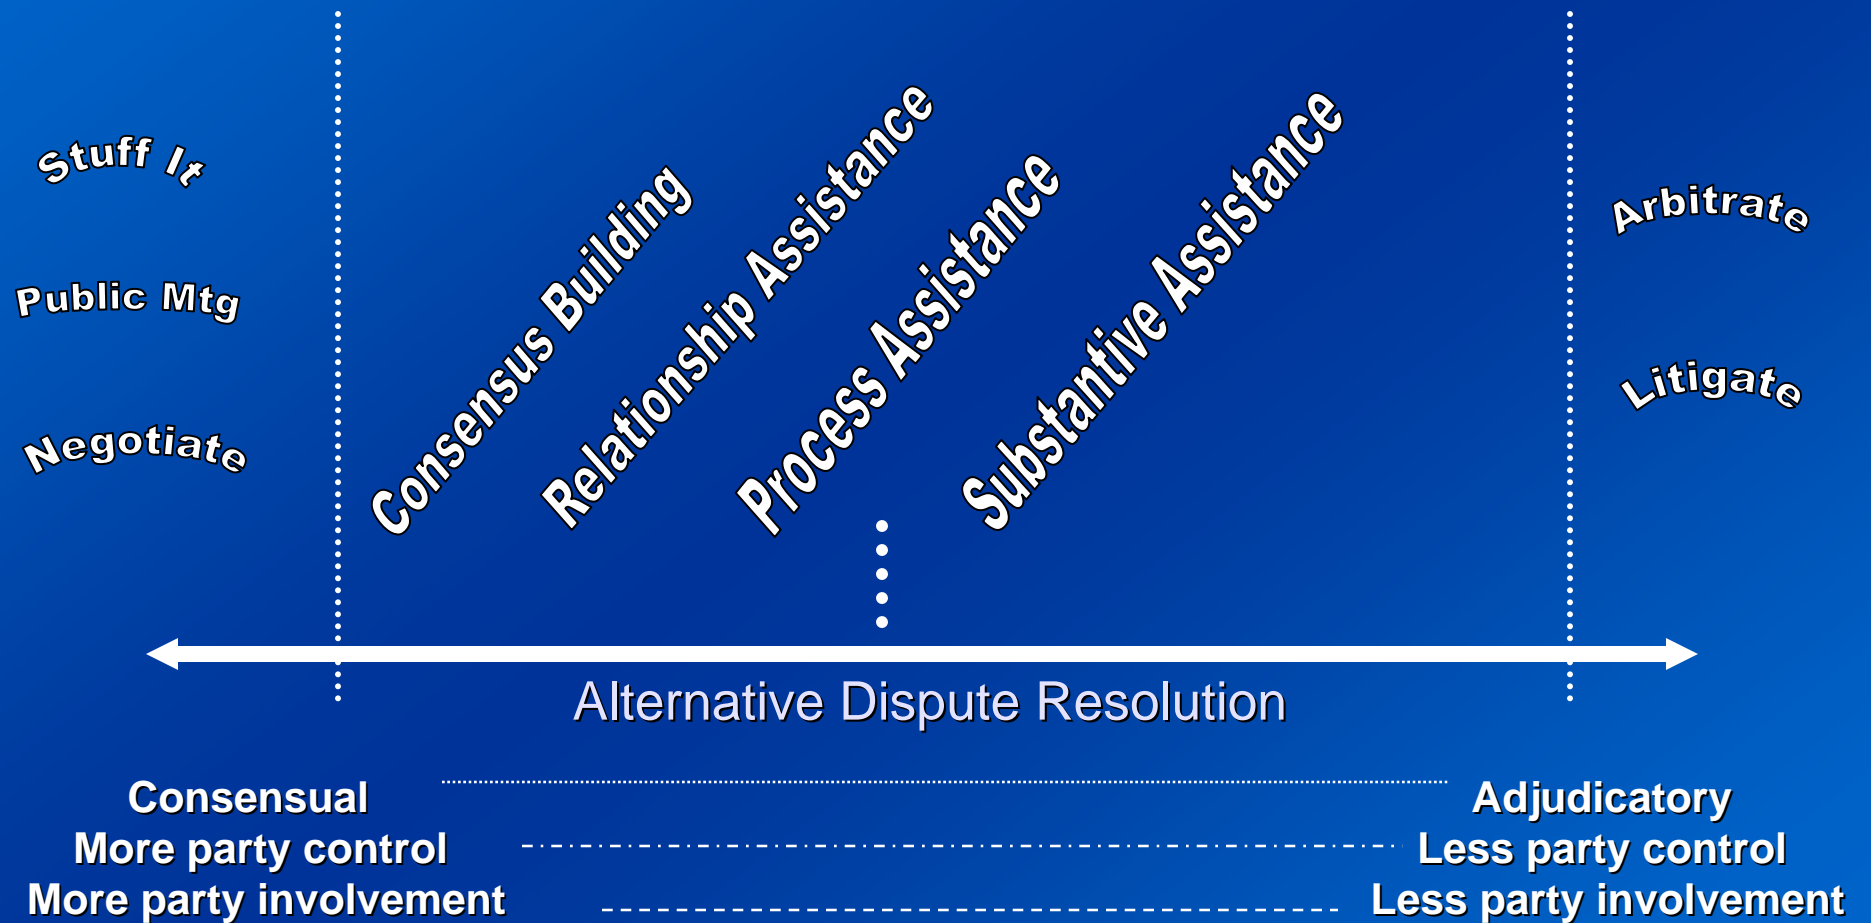 Stuff It
Public Mtg
Negotiate
Consensus Building
Relationship Assistance
Process Assistance
Substantive Assistance
Arbitrate
Litigate
Alternative Dispute Resolution
Consensual
More party control
More party involvement
Adjudicatory
Less party control
Less party involvement